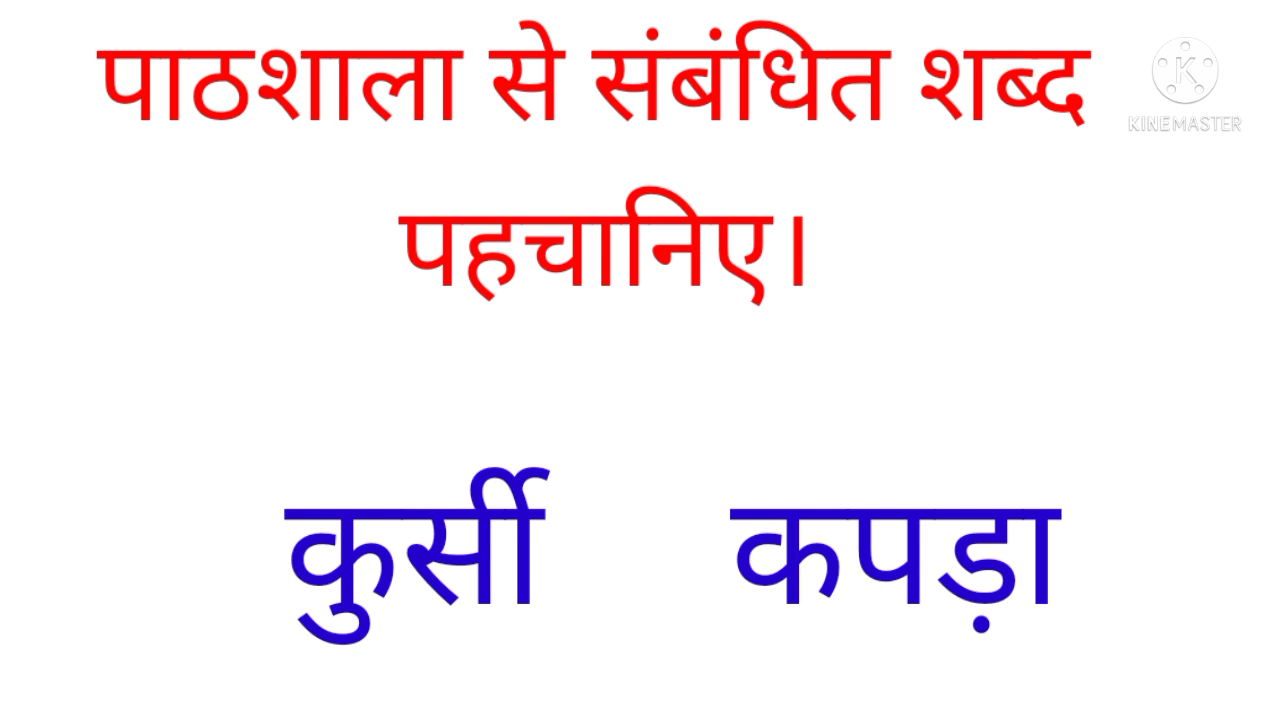 पाठशाला से संबंधित शब्द
पहचानिए।
कुर्सी कपड़ा
K
KINEMASTER